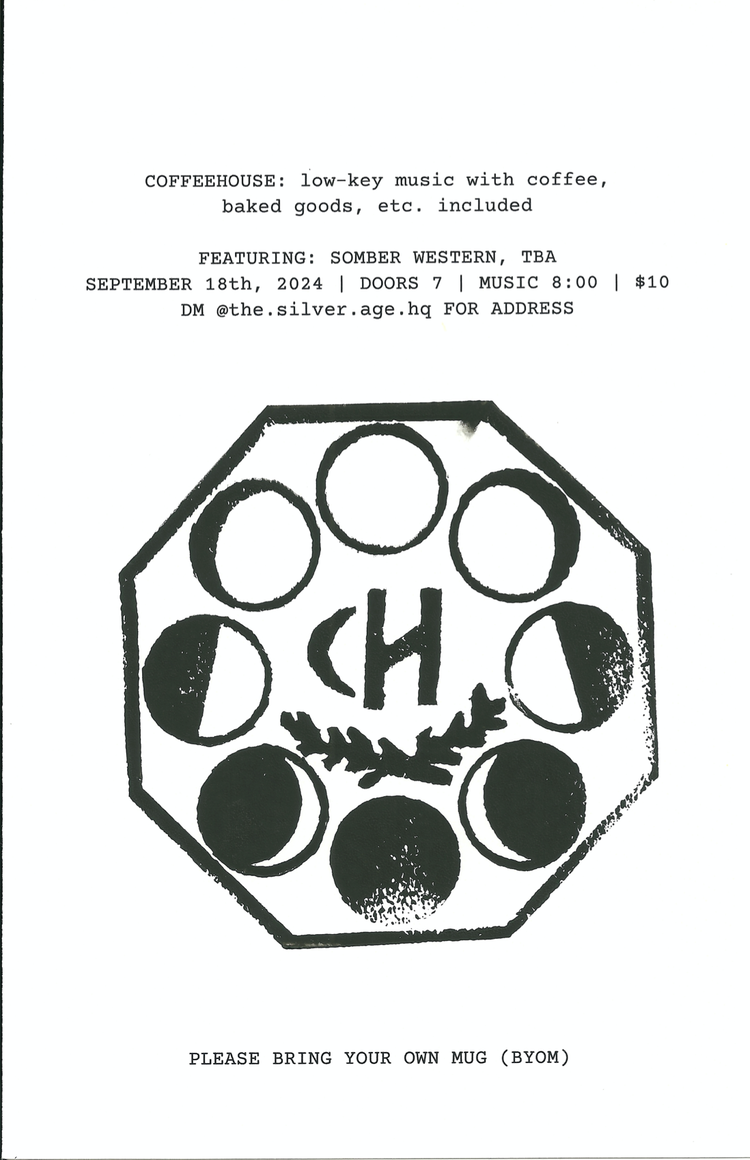 COFFEEHOUSE: low-key music with coffee,
baked goods, etc. included
FEATURING: SOMBER WESTERN, TBA
SEPTEMBER 18th, 2024 | DOORS 7 | MUSIC 8:00 | $10
DM @the.silver.age.hq FOR ADDRESS
CH
PLEASE BRING YOUR OWN MUG (BYOM)